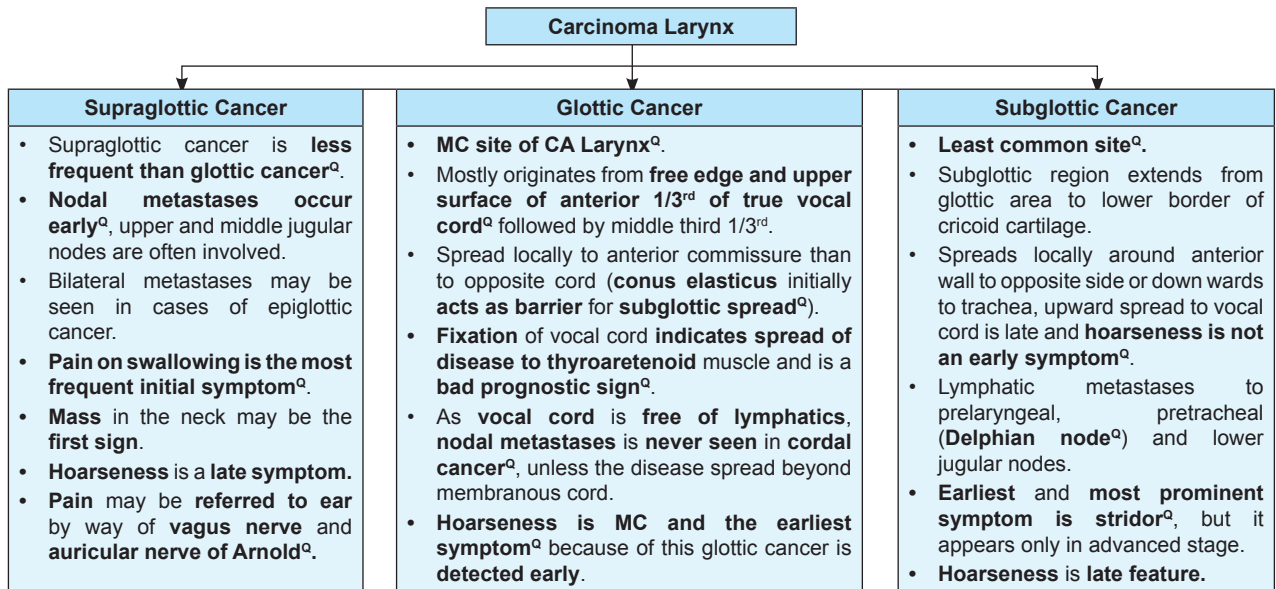 Carcinoma Larynx
Supraglottic Cancer
• Supraglottic cancer is less
frequent than glottic cancerQ.
• Nodal metastases occur
earlyQ, upper and middle jugular
nodes are often involved.
• Bilateral metastases may be
seen in cases of epiglottic
cancer.
• Pain on swallowing is the most
frequent initial symptomQ.
• Mass in the neck may be the
first sign.
• Hoarseness is a late symptom.
• Pain may be referred to ear
by way of vagus nerve and
auricular nerve of ArnoldQ.
Glottic Cancer
• MC site of CA LarynxQ.
• Mostly originates from free edge and upper
surface of anterior 1/3rd of true vocal
cordQ followed by middle third 1/3rd.
• Spread locally to anterior commissure than
to opposite cord (conus elasticus initially
acts as barrier for subglottic spreadQ).
• Fixation of vocal cord indicates spread of
disease to thyroaretenoid muscle and is a
bad prognostic signQ.
• As vocal cord is free of lymphatics,
nodal metastases is never seen in cordal
cancerQ, unless the disease spread beyond
membranous cord.
• Hoarseness is MC and the earliest
symptomQ because of this glottic cancer is
detected early.
Subglottic Cancer
• Least common siteQ.
• Subglottic region extends from
glottic area to lower border of
cricoid cartilage.
• Spreads locally around anterior
wall to opposite side or down wards
to trachea, upward spread to vocal
cord is late and hoarseness is not
an early symptomQ.
• Lymphatic metastases to
prelaryngeal, pretracheal
(Delphian nodeQ) and lower
jugular nodes.
• Earliest and most prominent
symptom is stridorQ, but it
appears only in advanced stage.
• Hoarseness is late feature.